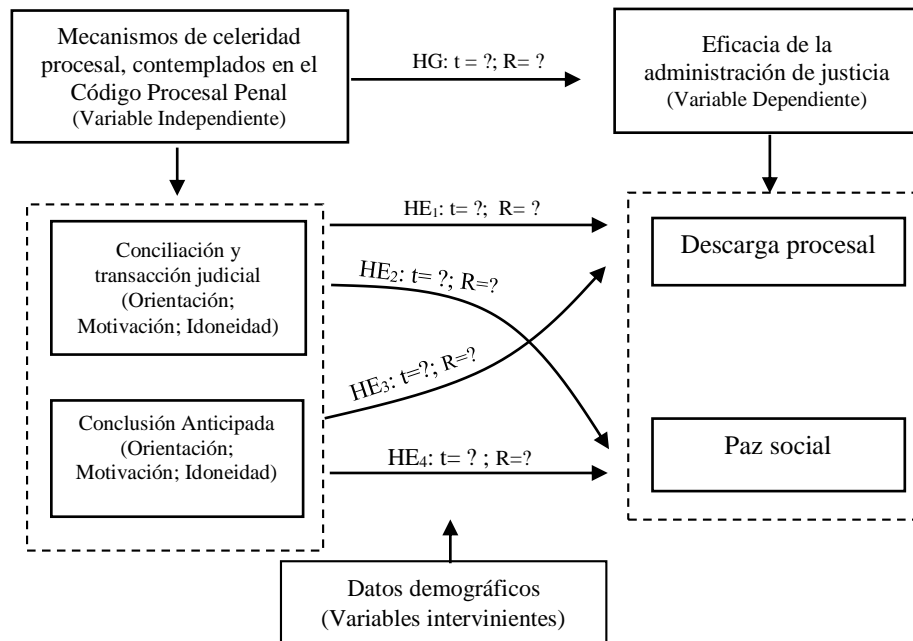 Mecanismos de celeridad
procesal, contemplados en el
Código Procesal Penal
(Variable Independiente)
HG: t = ?; R= ?
Eficacia de la
administración de justicia
(Variable Dependiente)
Conciliación y
transacción judicial
(Orientación;
Motivación; Idoneidad)
HE₁: t= ?; R= ?
HE₂: t=?; R=?
HE₃: t=?; R=?
HE₄: t= ? ; R=?
Descarga procesal
Conclusión Anticipada
(Orientación;
Motivación; Idoneidad)
Paz social
Datos demográficos
(Variables intervinientes)